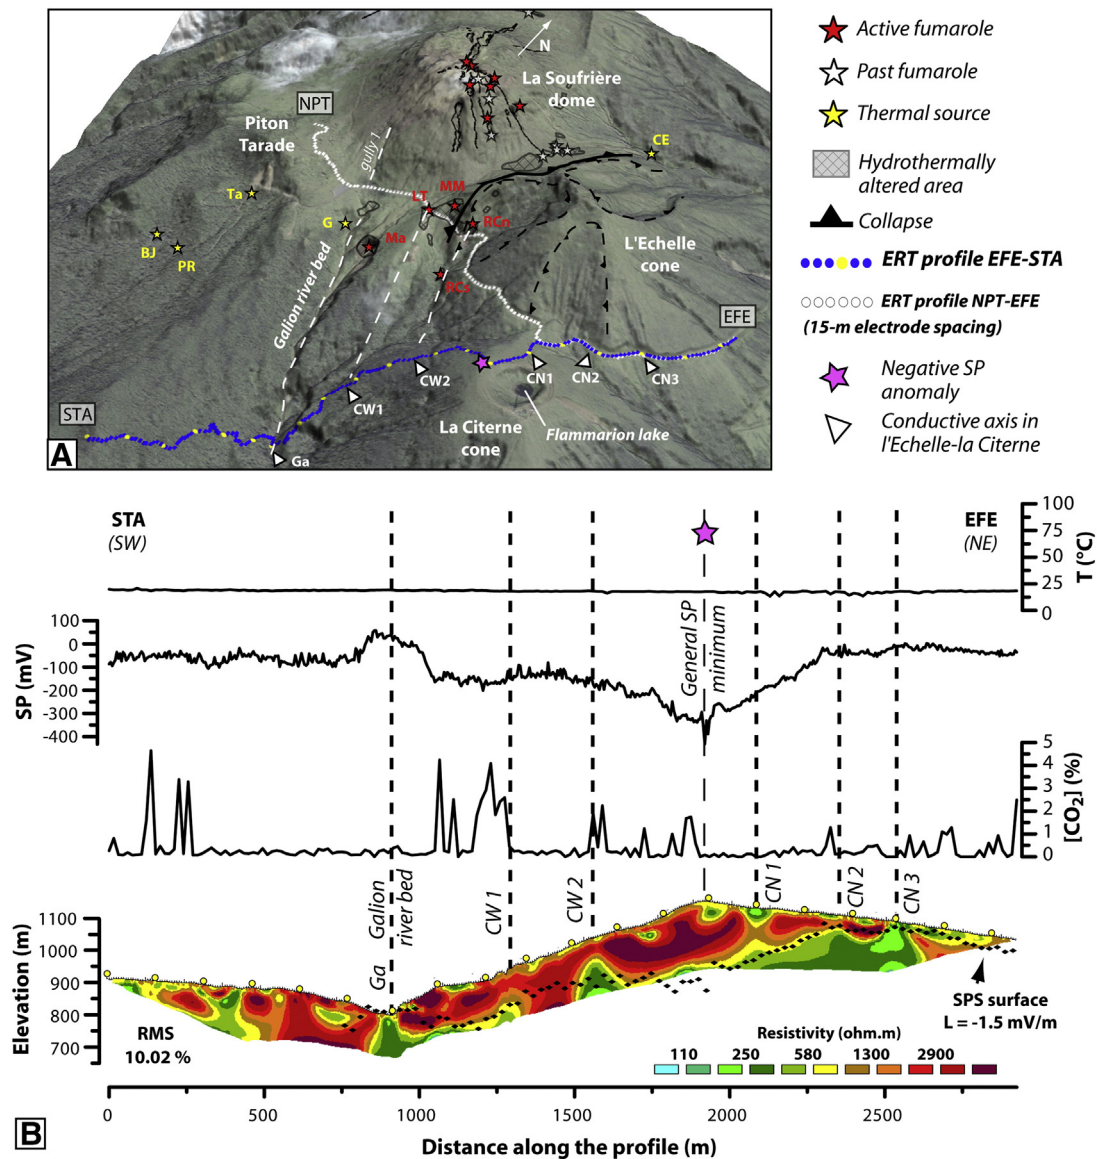 N
La Soufrière
dome
NPT
Piton
Tarade
gully 1
CE
Ta
LT
MM
G
RCn
Ma
BJ
PR
L'Echelle
cone
Galion river bed
RCs
EFE
CW2
CN1
CN2
CN3
CW1
STA
La Citerne
cone
Flammarion lake
Ga
A
Active fumarole
Past fumarole
Thermal source
Hydrothermally
altered area
Collapse
ERT profile EFE-STA
ERT profile NPT-EFE
(15-m electrode spacing)
Negative SP
anomaly
Conductive axis in
l'Echelle-la Citerne
STA
(SW)
EFE
(NE)
100
75
50
25
0
T (°C)
100
0
-100
-200
-300
-400
SP (mV)
General SP
minimum
5
4
3
2
1
0
[CO2] (%)
Galion
river bed
Ga
CW 1
CW 2
CN 1
CN 2
CN 3
1100
1000
900
800
700
Elevation (m)
RMS
10.02 %
SPS surface
L = -1.5 mV/m
Resistivity (ohm.m)
110 250 580 1300 2900
0 500 1000 1500 2000 2500
Distance along the profile (m)
B